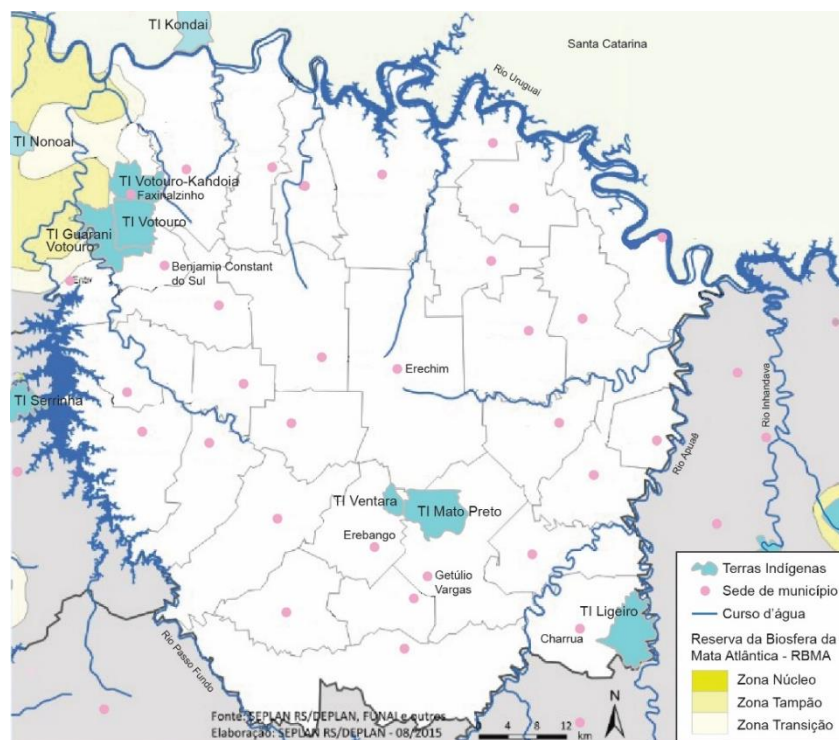 TI Kondai
Santa Catarina
Rio Uruguai
TI Nonoai
TI Votouro-Kandoia
Faxinalzinho
TI Votouro
TI Guarani
Votouro
Benjamin Constant
do Sul
Erechim
TI Serrinha
Rio Inhandava
Rio Apuaê
TI Ventara
TI Mato Preto
Erebango
Getúlio
Vargas
TI Ligeiro
Charrua
Rio Passo Fundo
Terras Indígenas
Sede de município
Curso d'água
Reserva da Biosfera da
Mata Atlântica - RBMA
Zona Núcleo
Zona Tampão
Zona Transição
N
0 4 8 12
km
Fonte: SEPLAN RS/DEPLAN, FUNAI e outros
Elaboração: SEPLAN RS/DEPLAN - 08/2015